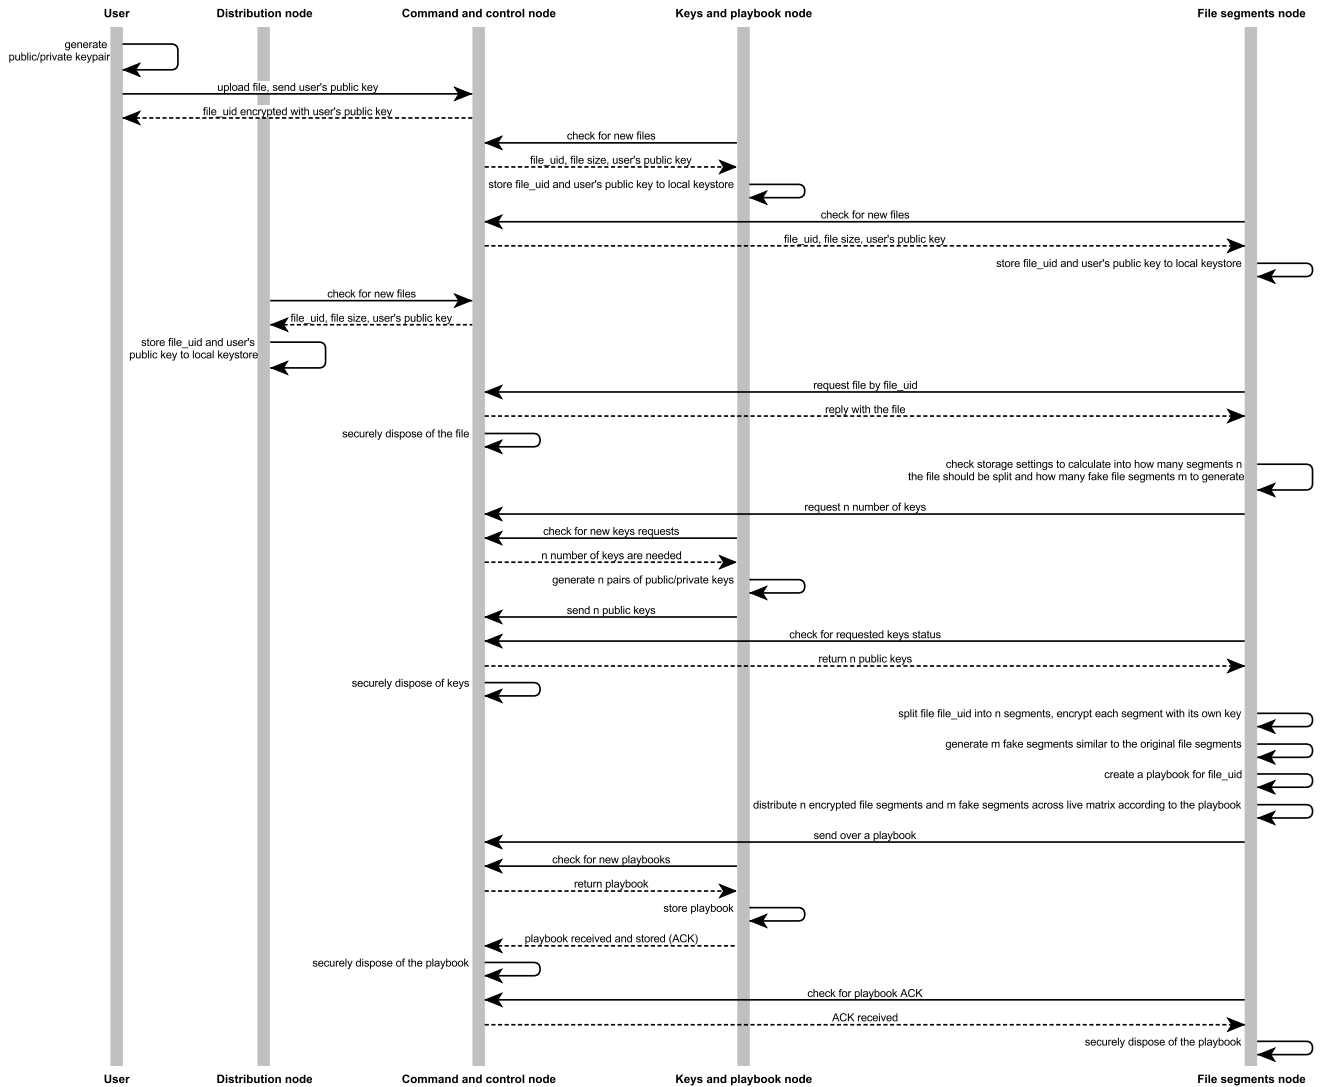 User
Distribution node
Command and control node
Keys and playbook node
File segments node
generate
public/private keypair
upload file, send user's public key
file_uid encrypted with user's public key
check for new files
file_uid, file size, user's public key
store file_uid and user's public key to local keystore
check for new files
file_uid, file size, user's public key
store file_uid and user's public key to local keystore
check for new files
file_uid, file size, user's public key
store file_uid and user's
public key to local keystore
request file by file_uid
reply with the file
securely dispose of the file
check storage settings to calculate into how many segments n
the file should be split and how many fake file segments m to generate
request n number of keys
check for new keys requests
n number of keys are needed
generate n pairs of public/private keys
send n public keys
check for requested keys status
return n public keys
securely dispose of keys
split file file_uid into n segments, encrypt each segment with its own key
generate m fake segments similar to the original file segments
create a playbook for file_uid
distribute n encrypted file segments and m fake segments across live matrix according to the playbook
send over a playbook
check for new playbooks
return playbook
store playbook
playbook received and stored (ACK)
securely dispose of the playbook
check for playbook ACK
ACK received
securely dispose of the playbook
User
Distribution node
Command and control node
Keys and playbook node
File segments node